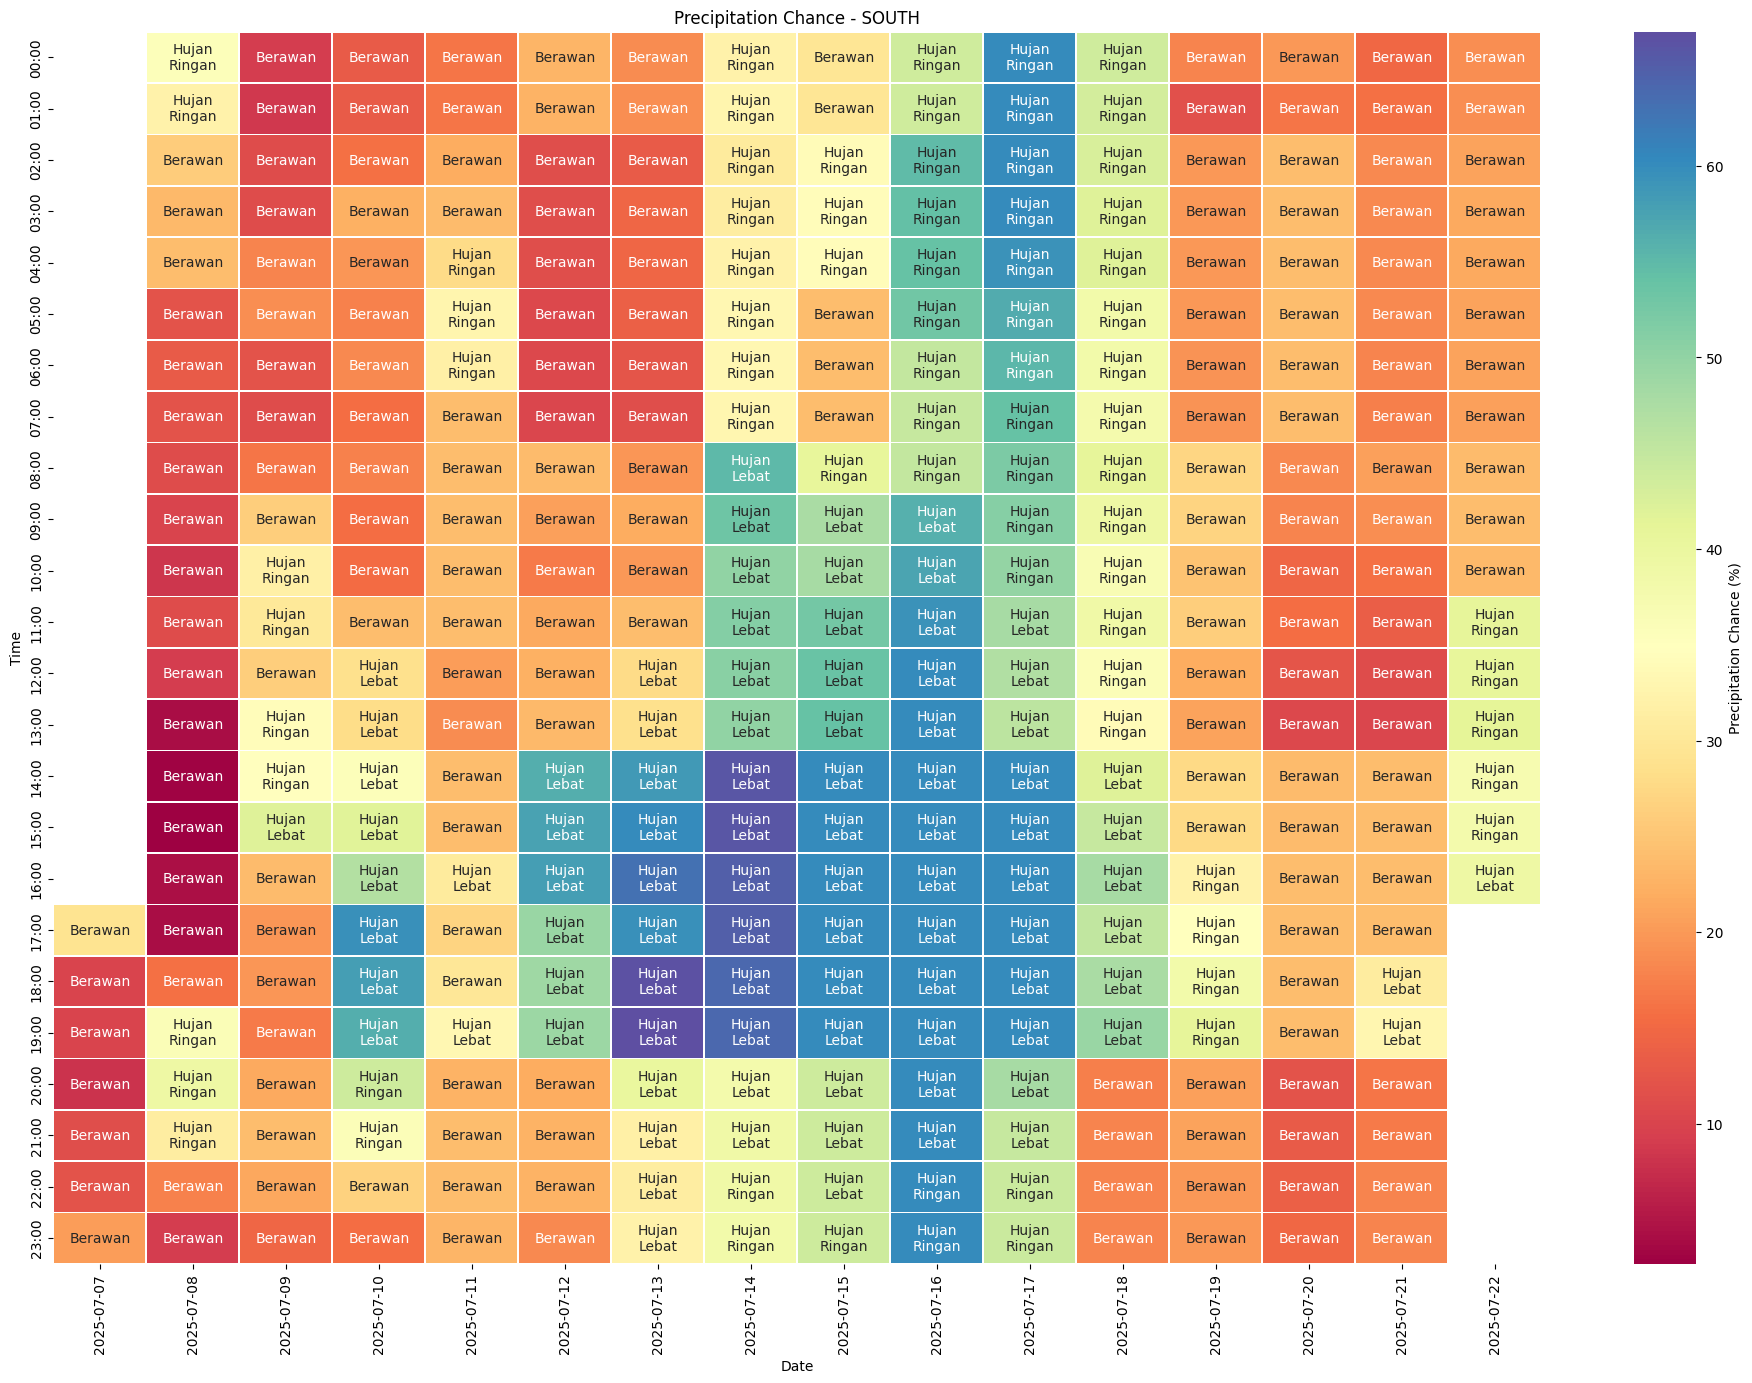 Precipitation Chance - SOUTH
Time
00:00 Hujan Ringan Berawan Berawan Berawan Berawan Berawan Hujan Ringan Berawan Hujan Ringan Hujan Ringan Hujan Ringan Berawan Berawan Berawan Berawan
01:00 Hujan Ringan Berawan Berawan Berawan Berawan Berawan Hujan Ringan Berawan Hujan Ringan Hujan Ringan Hujan Ringan Berawan Berawan Berawan Berawan
02:00 Berawan Berawan Berawan Berawan Berawan Berawan Hujan Ringan Hujan Ringan Hujan Ringan Hujan Ringan Hujan Ringan Berawan Berawan Berawan Berawan
03:00 Berawan Berawan Berawan Berawan Berawan Berawan Hujan Ringan Hujan Ringan Hujan Ringan Hujan Ringan Hujan Ringan Berawan Berawan Berawan Berawan
04:00 Berawan Berawan Berawan Hujan Ringan Berawan Berawan Hujan Ringan Hujan Ringan Hujan Ringan Hujan Ringan Hujan Ringan Berawan Berawan Berawan Berawan
05:00 Berawan Berawan Berawan Hujan Ringan Berawan Berawan Hujan Ringan Berawan Hujan Ringan Hujan Ringan Hujan Ringan Berawan Berawan Berawan Berawan
06:00 Berawan Berawan Berawan Hujan Ringan Berawan Berawan Hujan Ringan Berawan Hujan Ringan Hujan Ringan Hujan Ringan Berawan Berawan Berawan Berawan
07:00 Berawan Berawan Berawan Berawan Berawan Berawan Hujan Ringan Berawan Hujan Ringan Hujan Ringan Hujan Ringan Berawan Berawan Berawan Berawan
08:00 Berawan Berawan Berawan Berawan Berawan Berawan Hujan Lebat Hujan Ringan Hujan Ringan Hujan Ringan Hujan Ringan Berawan Berawan Berawan Berawan
09:00 Berawan Berawan Berawan Berawan Berawan Berawan Hujan Lebat Hujan Lebat Hujan Lebat Hujan Ringan Hujan Ringan Berawan Berawan Berawan Berawan
10:00 Berawan Hujan Ringan Berawan Berawan Berawan Berawan Hujan Lebat Hujan Lebat Hujan Lebat Hujan Ringan Hujan Ringan Berawan Berawan Berawan Berawan
11:00 Berawan Hujan Ringan Berawan Berawan Berawan Berawan Hujan Lebat Hujan Lebat Hujan Lebat Hujan Lebat Hujan Ringan Berawan Berawan Berawan Hujan Ringan
12:00 Berawan Berawan Hujan Lebat Berawan Berawan Hujan Lebat Hujan Lebat Hujan Lebat Hujan Lebat Hujan Lebat Hujan Ringan Berawan Berawan Berawan Hujan Ringan
13:00 Berawan Hujan Ringan Hujan Lebat Berawan Berawan Hujan Lebat Hujan Lebat Hujan Lebat Hujan Lebat Hujan Lebat Hujan Ringan Berawan Berawan Berawan Hujan Ringan
14:00 Berawan Hujan Ringan Hujan Lebat Berawan Hujan Lebat Hujan Lebat Hujan Lebat Hujan Lebat Hujan Lebat Hujan Lebat Hujan Lebat Berawan Berawan Berawan Hujan Ringan
15:00 Berawan Hujan Lebat Hujan Lebat Berawan Hujan Lebat Hujan Lebat Hujan Lebat Hujan Lebat Hujan Lebat Hujan Lebat Hujan Lebat Berawan Berawan Berawan Hujan Ringan
16:00 Berawan Berawan Hujan Lebat Hujan Lebat Hujan Lebat Hujan Lebat Hujan Lebat Hujan Lebat Hujan Lebat Hujan Lebat Hujan Lebat Hujan Ringan Berawan Berawan Hujan Lebat
17:00 Berawan Berawan Berawan Hujan Lebat Berawan Hujan Lebat Hujan Lebat Hujan Lebat Hujan Lebat Hujan Lebat Hujan Lebat Hujan Lebat Hujan Ringan Berawan Berawan
18:00 Berawan Berawan Berawan Hujan Lebat Berawan Hujan Lebat Hujan Lebat Hujan Lebat Hujan Lebat Hujan Lebat Hujan Lebat Hujan Lebat Hujan Ringan Berawan Hujan Lebat
19:00 Berawan Hujan Ringan Berawan Hujan Lebat Hujan Lebat Hujan Lebat Hujan Lebat Hujan Lebat Hujan Lebat Hujan Lebat Hujan Lebat Hujan Lebat Hujan Ringan Berawan Hujan Lebat
20:00 Berawan Hujan Ringan Berawan Hujan Ringan Berawan Berawan Hujan Lebat Hujan Lebat Hujan Lebat Hujan Lebat Hujan Lebat Berawan Berawan Berawan Berawan
21:00 Berawan Hujan Ringan Berawan Hujan Ringan Berawan Berawan Hujan Lebat Hujan Lebat Hujan Lebat Hujan Lebat Hujan Lebat Berawan Berawan Berawan Berawan
22:00 Berawan Berawan Berawan Berawan Berawan Berawan Hujan Lebat Hujan Ringan Hujan Lebat Hujan Ringan Hujan Ringan Berawan Berawan Berawan Berawan
23:00 Berawan Berawan Berawan Berawan Berawan Berawan Hujan Lebat Hujan Ringan Hujan Ringan Hujan Ringan Hujan Ringan Berawan Berawan Berawan Berawan
2025-07-07 2025-07-08 2025-07-09 2025-07-10 2025-07-11 2025-07-12 2025-07-13 2025-07-14 2025-07-15 2025-07-16 2025-07-17 2025-07-18 2025-07-19 2025-07-20 2025-07-21 2025-07-22
Date
60
50
40
30
20
10
Precipitation Chance (%)